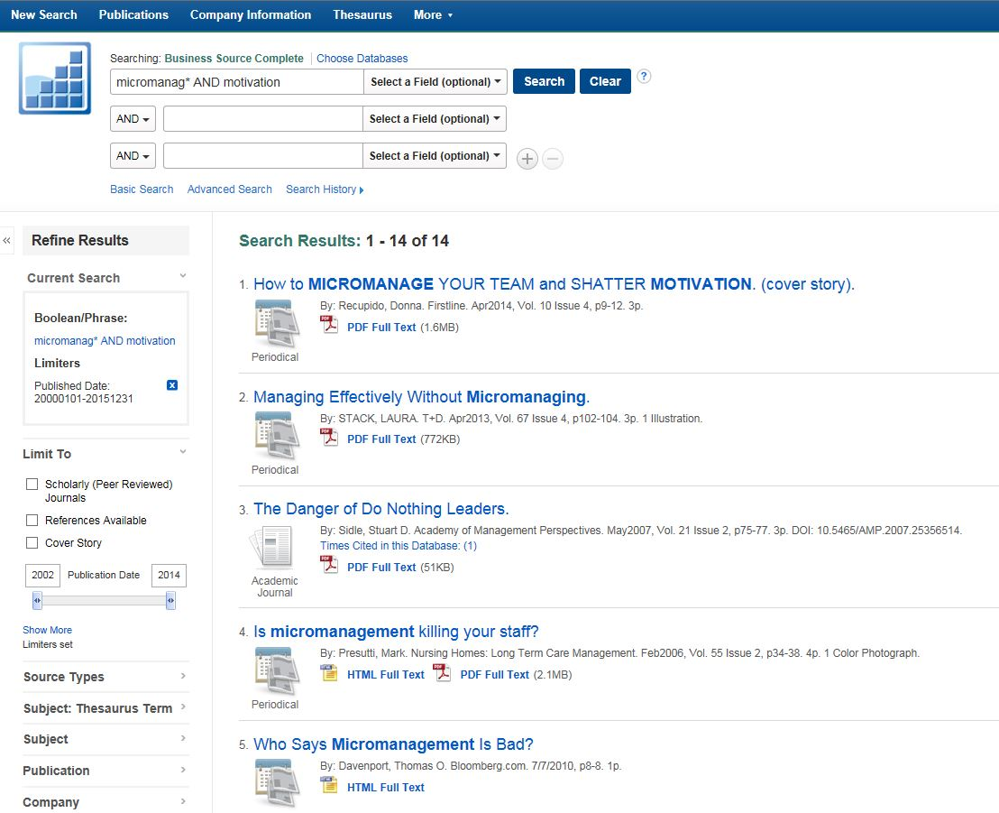 New Search Publications Company Information Thesaurus More
Searching: Business Source Complete Choose Databases
micromanag* AND motivation Select a Field (optional) Search Clear ?
AND Select a Field (optional)
AND Select a Field (optional)
Basic Search Advanced Search Search History
«
Refine Results
Current Search
Boolean/Phrase:
micromanag* AND motivation
Limiters
Published Date:
20000101-20151231
x
Limit To
Scholarly (Peer Reviewed)
Journals
References Available
Cover Story
2002 Publication Date 2014
Show More
Limiters set
Source Types
Subject: Thesaurus Term
Subject
Publication
Company
Search Results: 1 - 14 of 14
1. How to MICROMANAGE YOUR TEAM and SHATTER MOTIVATION. (cover story).
By: Recupido, Donna. Firstline. Apr2014, Vol. 10 Issue 4, p9-12. 3p.
PDF Full Text (1.6MB)
Periodical
2. Managing Effectively Without Micromanaging.
By: STACK, LAURA. T+D. Apr2013, Vol. 67 Issue 4, p102-104. 3p. 1 Illustration.
PDF Full Text (772KB)
Periodical
3. The Danger of Do Nothing Leaders.
By: Sidle, Stuart D. Academy of Management Perspectives. May2007, Vol. 21 Issue 2, p75-77. 3p. DOI: 10.5465/AMP.2007.25356514.
Times Cited in this Database: (1)
PDF Full Text (51KB)
Academic
Journal
4. Is micromanagement killing your staff?
By: Presutti, Mark. Nursing Homes: Long Term Care Management. Feb2006, Vol. 55 Issue 2, p34-38. 4p. 1 Color Photograph.
HTML Full Text PDF Full Text (2.1MB)
Periodical
5. Who Says Micromanagement Is Bad?
By: Davenport, Thomas O. Bloomberg.com. 7/7/2010, p8-8. 1p.
HTML Full Text